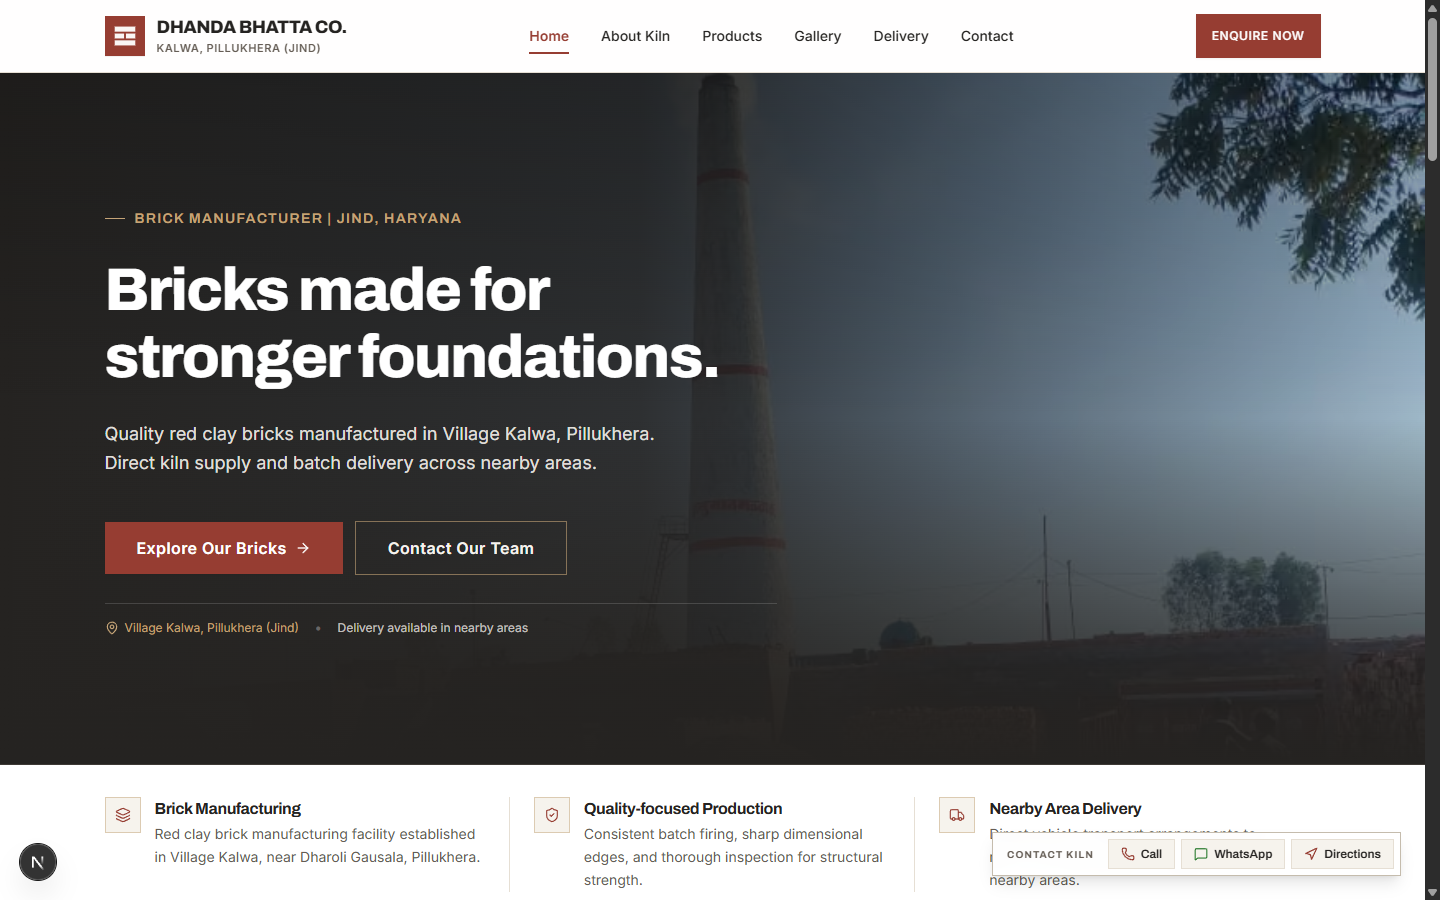 DHANDA BHATTA CO.
KALWA, PILLUKHERA (JIND)
Home
About Kiln
Products
Gallery
Delivery
Contact
ENQUIRE NOW
BRICK MANUFACTURER | JIND, HARYANA
Bricks made for
stronger foundations.
Quality red clay bricks manufactured in Village Kalwa, Pillukhera.
Direct kiln supply and batch delivery across nearby areas.
Explore Our Bricks →
Contact Our Team
Village Kalwa, Pillukhera (Jind) • Delivery available in nearby areas
Brick Manufacturing
Red clay brick manufacturing facility established
in Village Kalwa, near Dharoli Gausala, Pillukhera.
Quality-focused Production
Consistent batch firing, sharp dimensional
edges, and thorough inspection for structural
strength.
Nearby Area Delivery
Direct vehicle transport arrangements to
nearby areas.
CONTACT KILN
Call
WhatsApp
Directions
N